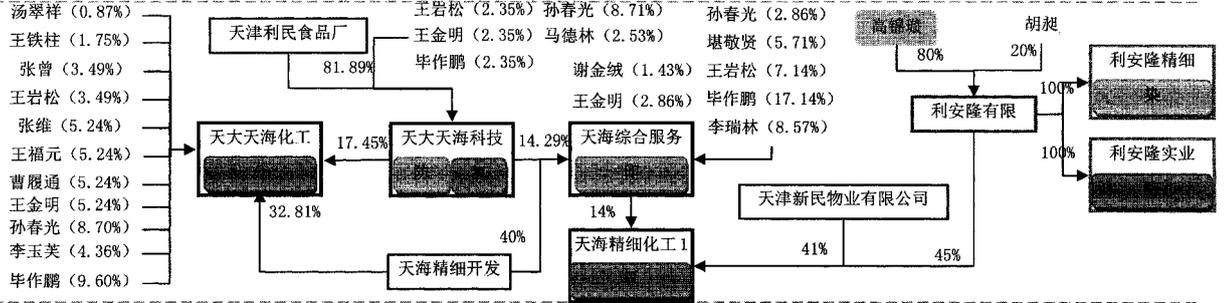 汤翠祥（0.87%）
王铁柱（1.75%）
张曾（3.49%）
王岩松（3.49%）
张维（5.24%）
王福元（5.24%）
曹履通（5.24%）
王金明（5.24%）
孙春光（8.70%）
李玉芙（4.36%）
毕作鹏（9.60%）
天津利民食品厂
81.89%
王岩松（2.35%） 孙春光（8.71%）
王金明（2.35%） 马德林（2.53%）
毕作鹏（2.35%）
谢金绒（1.43%）
王金明（2.86%）
孙春光（2.86%）
堪敬贤（5.71%）
王岩松（7.14%）
毕作鹏（17.14%）
李瑞林（8.57%）
胡昶
80%
20%
利安隆有限
100%
利安隆精细
染
100%
利安隆实业
天大天海化工
17.45%
天大天海科技
14.29%
天海综合服务
32.81%
40%
天海精细开发
14%
天海精细化工1
天津新民物业有限公司
41%
45%